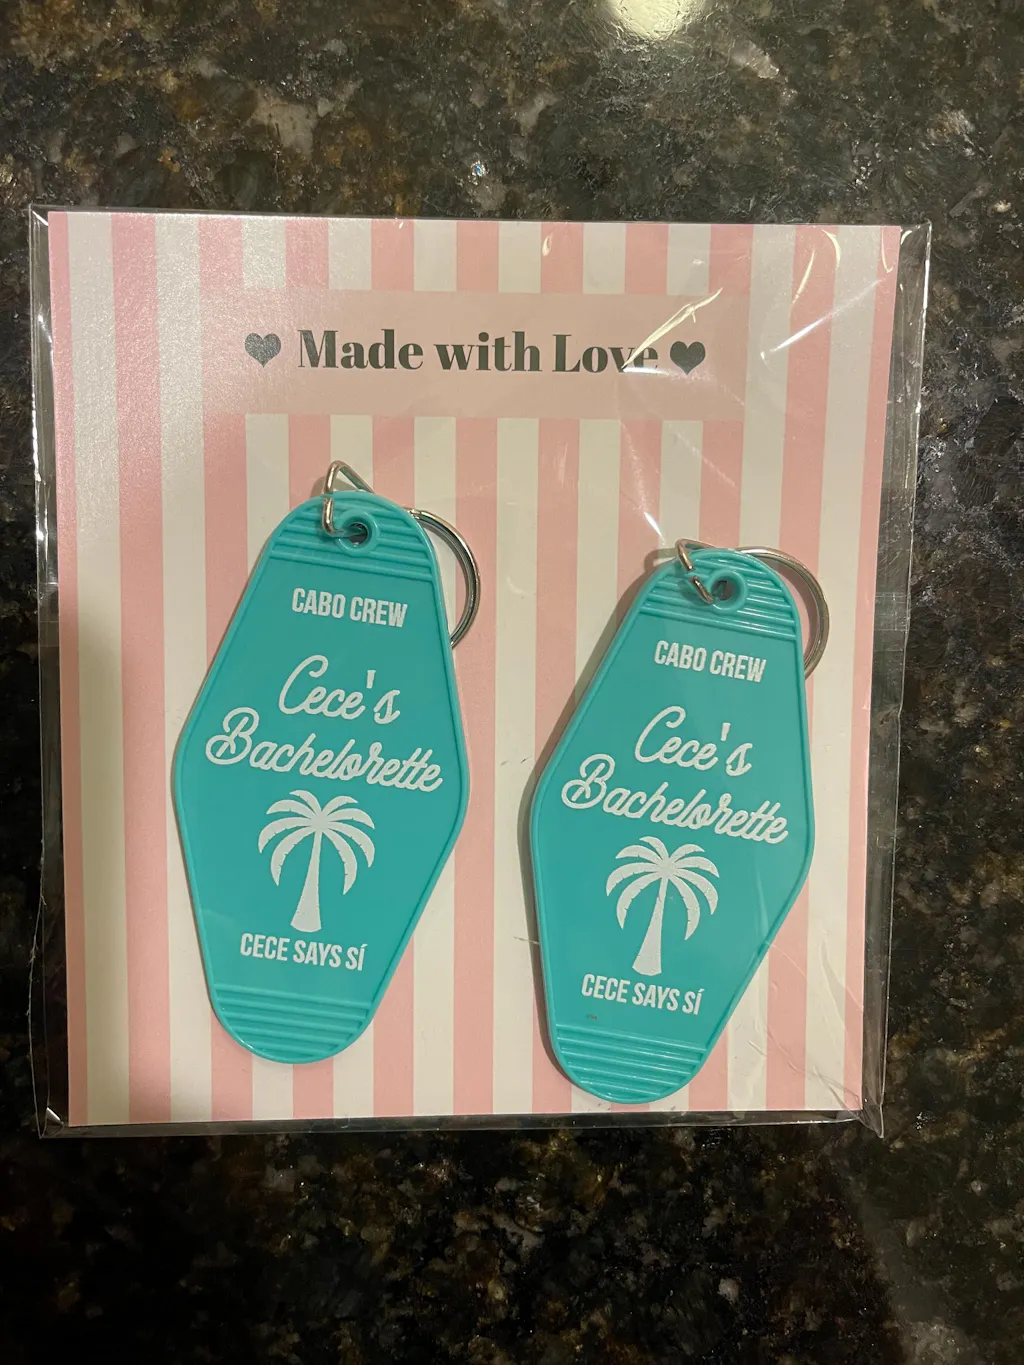 ♥ Made with Love ♥
CABO CREW
Cece's
Bachelorette
CECE SAYS SÍ
CABO CREW
Cece's
Bachelorette
CECE SAYS SÍ